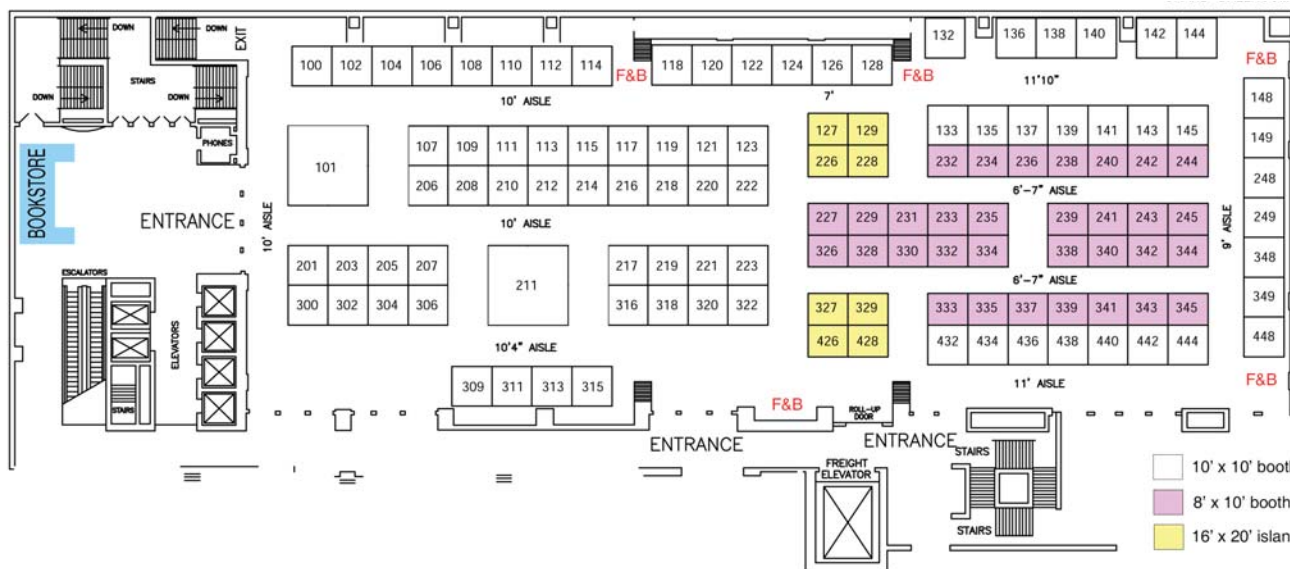 DOWN
DOWN
EXIT
STAIRS
DOWN
DOWN
PHONES
BOOKSTORE
ENTRANCE
ESCALATORS
ELEVATORS
STAIRS
10' AISLE
100 102 104 106 108 110 112 114
F&B
118 120 122 124 126 128
F&B
132
136 138 140
142 144
F&B
10' AISLE
7'
11'10"
101
107 109 111 113 115 117 119 121 123
206 208 210 212 214 216 218 220 222
127 129
226 228
133 135 137 139 141 143 145
232 234 236 238 240 242 244
148
149
248
249
348
349
448
10' AISLE
6'-7" AISLE
9' AISLE
201 203 205 207
300 302 304 306
211
217 219 221 223
316 318 320 322
227 229 231 233 235
326 328 330 332 334
239 241 243 245
338 340 342 344
6'-7" AISLE
327 329
426 428
333 335 337 339 341 343 345
432 434 436 438 440 442 444
10'4" AISLE
11' AISLE
309 311 313 315
F&B
F&B
ROLL-UP
DOOR
ENTRANCE
ENTRANCE
FREIGHT
ELEVATOR
STAIRS
STAIRS
10' x 10' booth
8' x 10' booth
16' x 20' islan